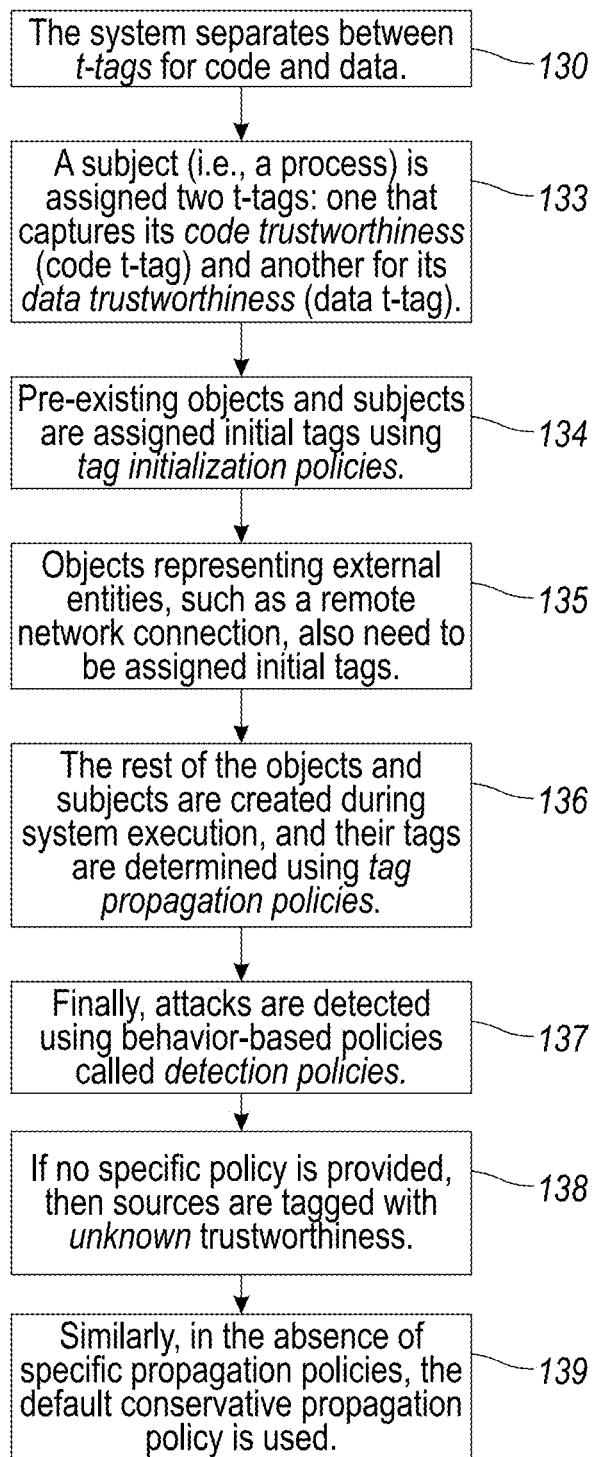 The system separates between
t-tags for code and data.
130
A subject (i.e., a process) is
assigned two t-tags: one that
captures its code trustworthiness
(code t-tag) and another for its
data trustworthiness (data t-tag).
133
Pre-existing objects and subjects
are assigned initial tags using
tag initialization policies.
134
Objects representing external
entities, such as a remote
network connection, also need to
be assigned initial tags.
135
The rest of the objects and
subjects are created during
system execution, and their tags
are determined using tag
propagation policies.
136
Finally, attacks are detected
using behavior-based policies
called detection policies.
137
If no specific policy is provided,
then sources are tagged with
unknown trustworthiness.
138
Similarly, in the absence of
specific propagation policies, the
default conservative propagation
policy is used.
139